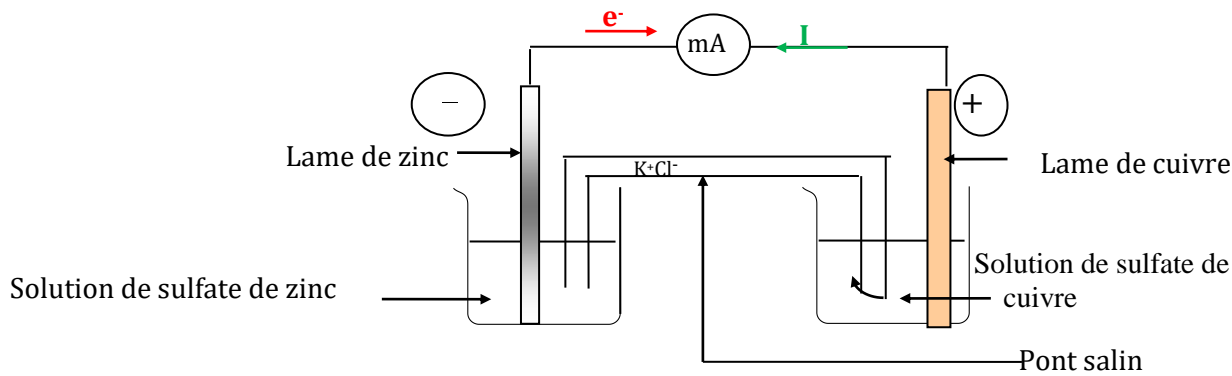 e-
mA
I
−
+
Lame de zinc
K+Cl-
Lame de cuivre
Solution de sulfate de zinc
Solution de sulfate de
cuivre
Pont salin